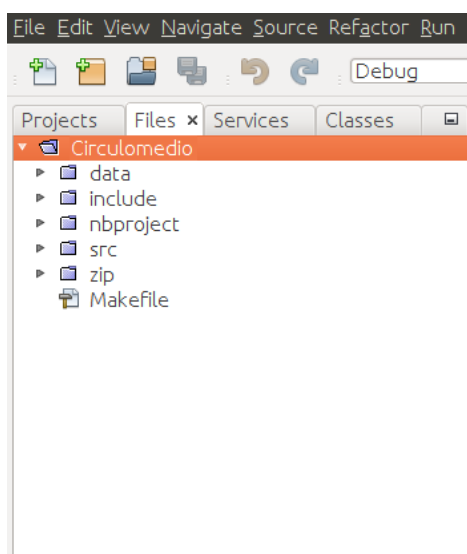 File Edit View Navigate Source Refactor Run
Debug
Projects Files Services Classes
Circulomedio
data
include
nbproject
src
zip
Makefile